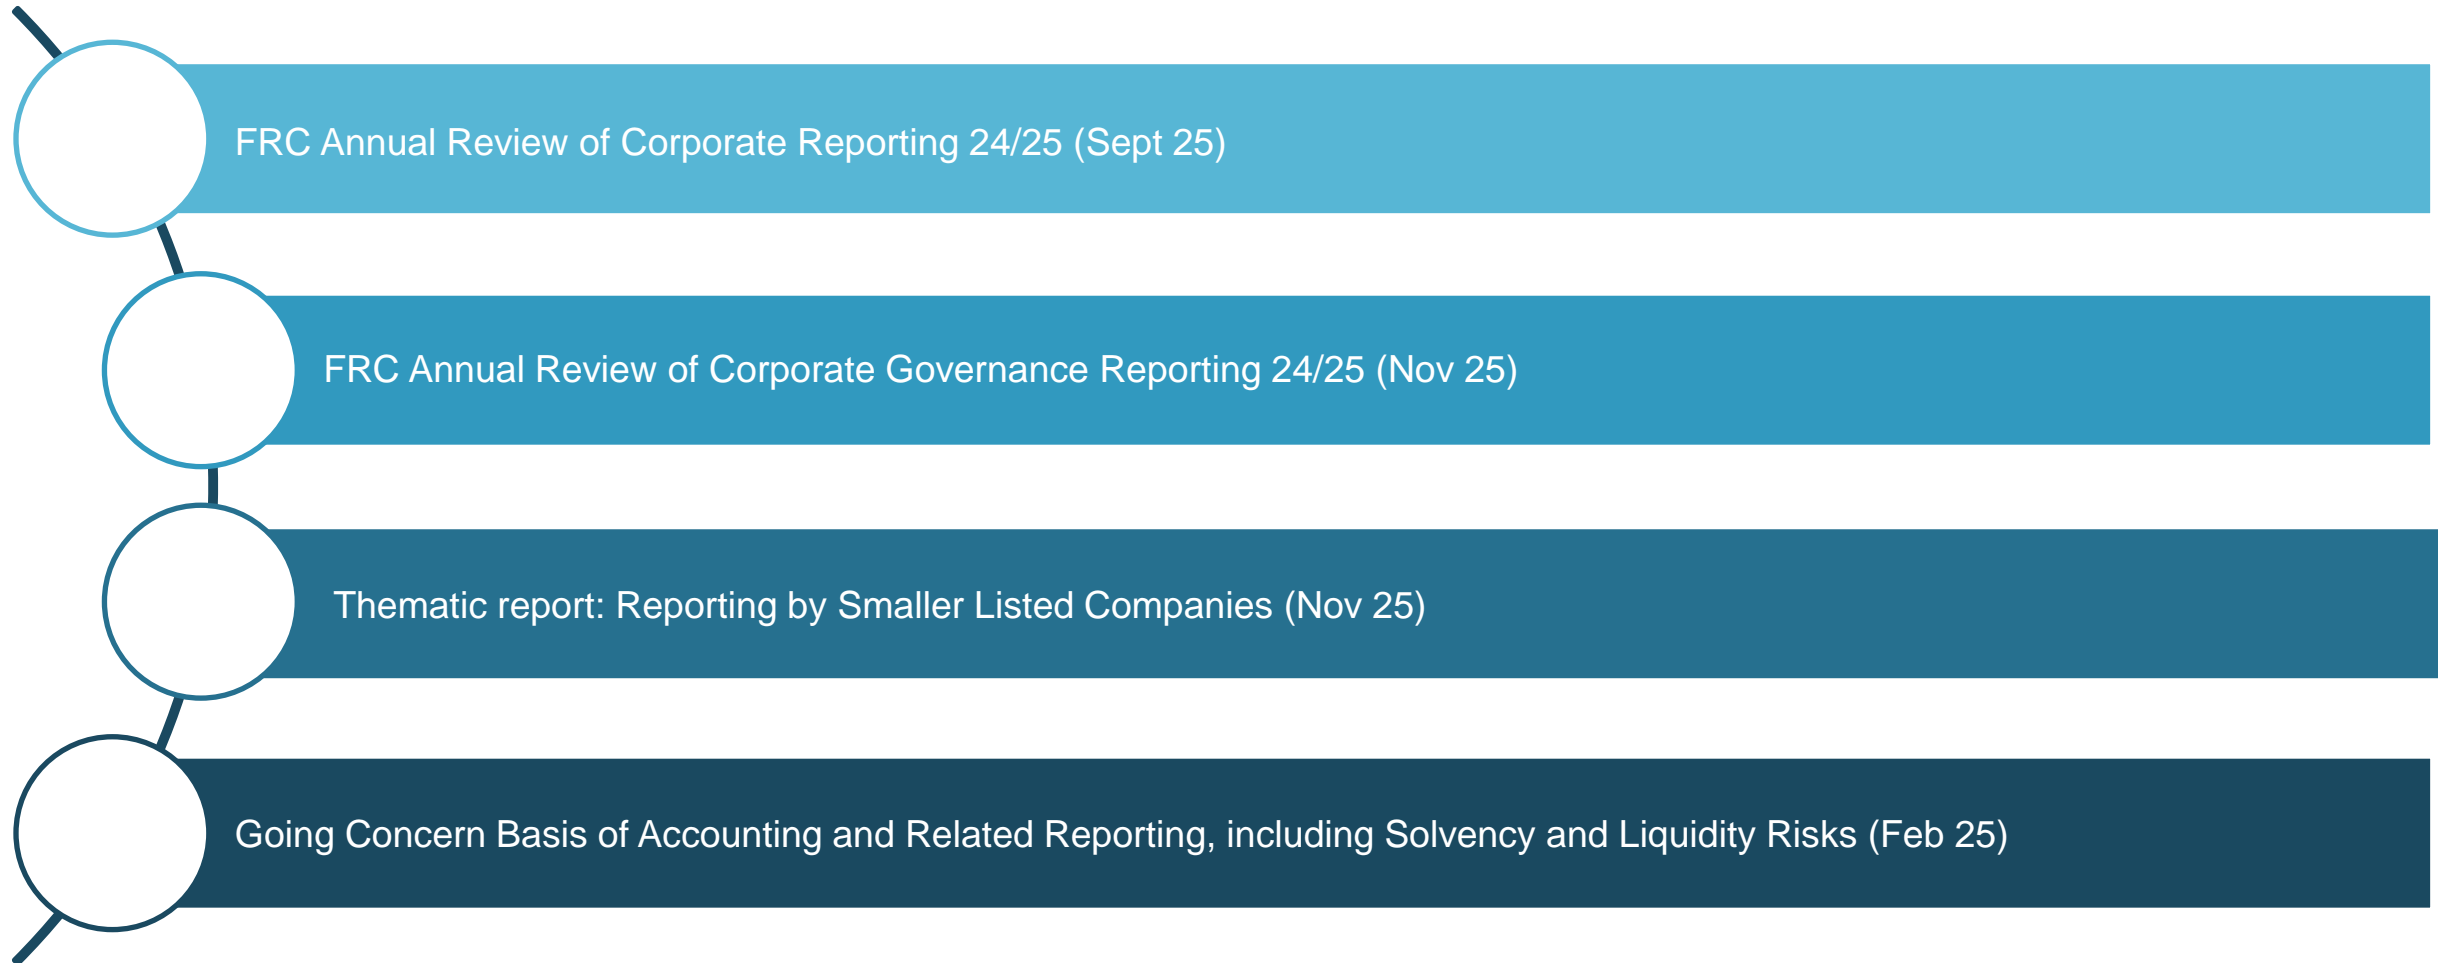 FRC Annual Review of Corporate Reporting 24/25 (Sept 25)
FRC Annual Review of Corporate Governance Reporting 24/25 (Nov 25)
Thematic report: Reporting by Smaller Listed Companies (Nov 25)
Going Concern Basis of Accounting and Related Reporting, including Solvency and Liquidity Risks (Feb 25)